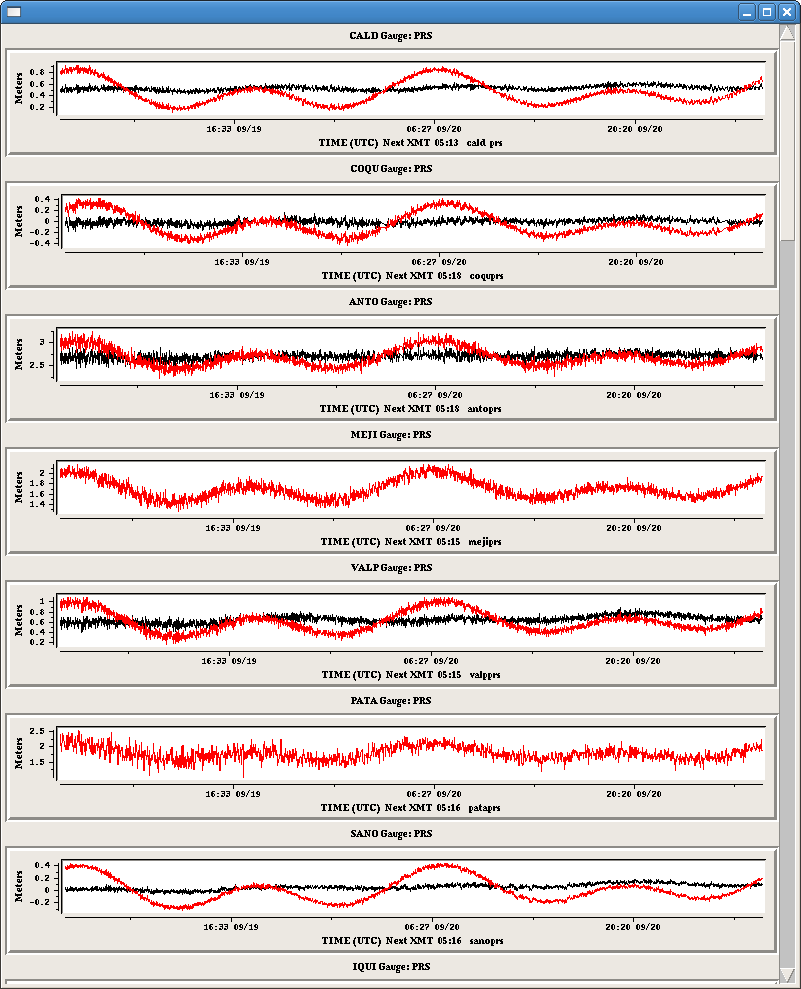 CALD Gauge: PRS
Meters
0.8
0.6
0.4
0.2
16:33 09/19 06:27 09/20 20:20 09/20
TIME (UTC) Next XMT 05:13 cald prs
COQU Gauge: PRS
Meters
0.4
0.2
0
-0.2
-0.4
16:33 09/19 06:27 09/20 20:20 09/20
TIME (UTC) Next XMT 05:18 coquprs
ANTO Gauge: PRS
Meters
3
2.5
16:33 09/19 06:27 09/20 20:20 09/20
TIME (UTC) Next XMT 05:18 antoprs
MEJI Gauge: PRS
Meters
2
1.8
1.6
1.4
16:33 09/19 06:27 09/20 20:20 09/20
TIME (UTC) Next XMT 05:15 mejiprs
VALP Gauge: PRS
Meters
1
0.8
0.6
0.4
0.2
16:33 09/19 06:27 09/20 20:20 09/20
TIME (UTC) Next XMT 05:15 valpprs
PATA Gauge: PRS
Meters
2.5
2
1.5
16:33 09/19 06:27 09/20 20:20 09/20
TIME (UTC) Next XMT 05:16 pataprs
SANO Gauge: PRS
Meters
0.4
0.2
0
-0.2
16:33 09/19 06:27 09/20 20:20 09/20
TIME (UTC) Next XMT 05:16 sanoprs
IQUI Gauge: PRS